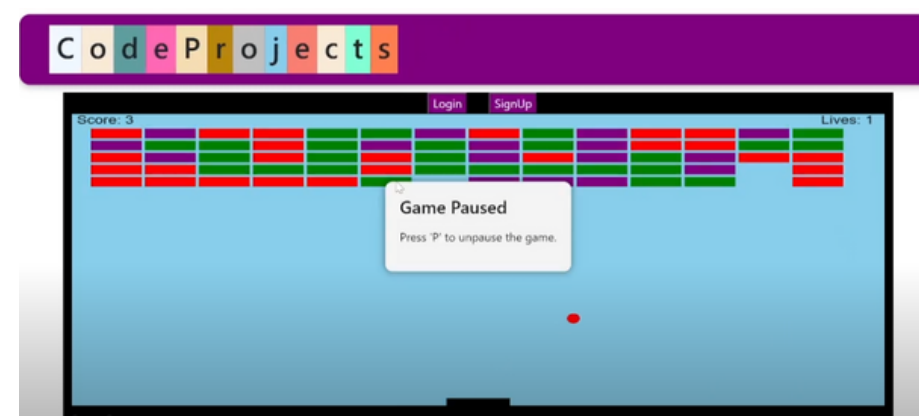 CodeProjects
Login SignUp
Score: 3 Lives: 1
Game Paused
Press 'P' to unpause the game.